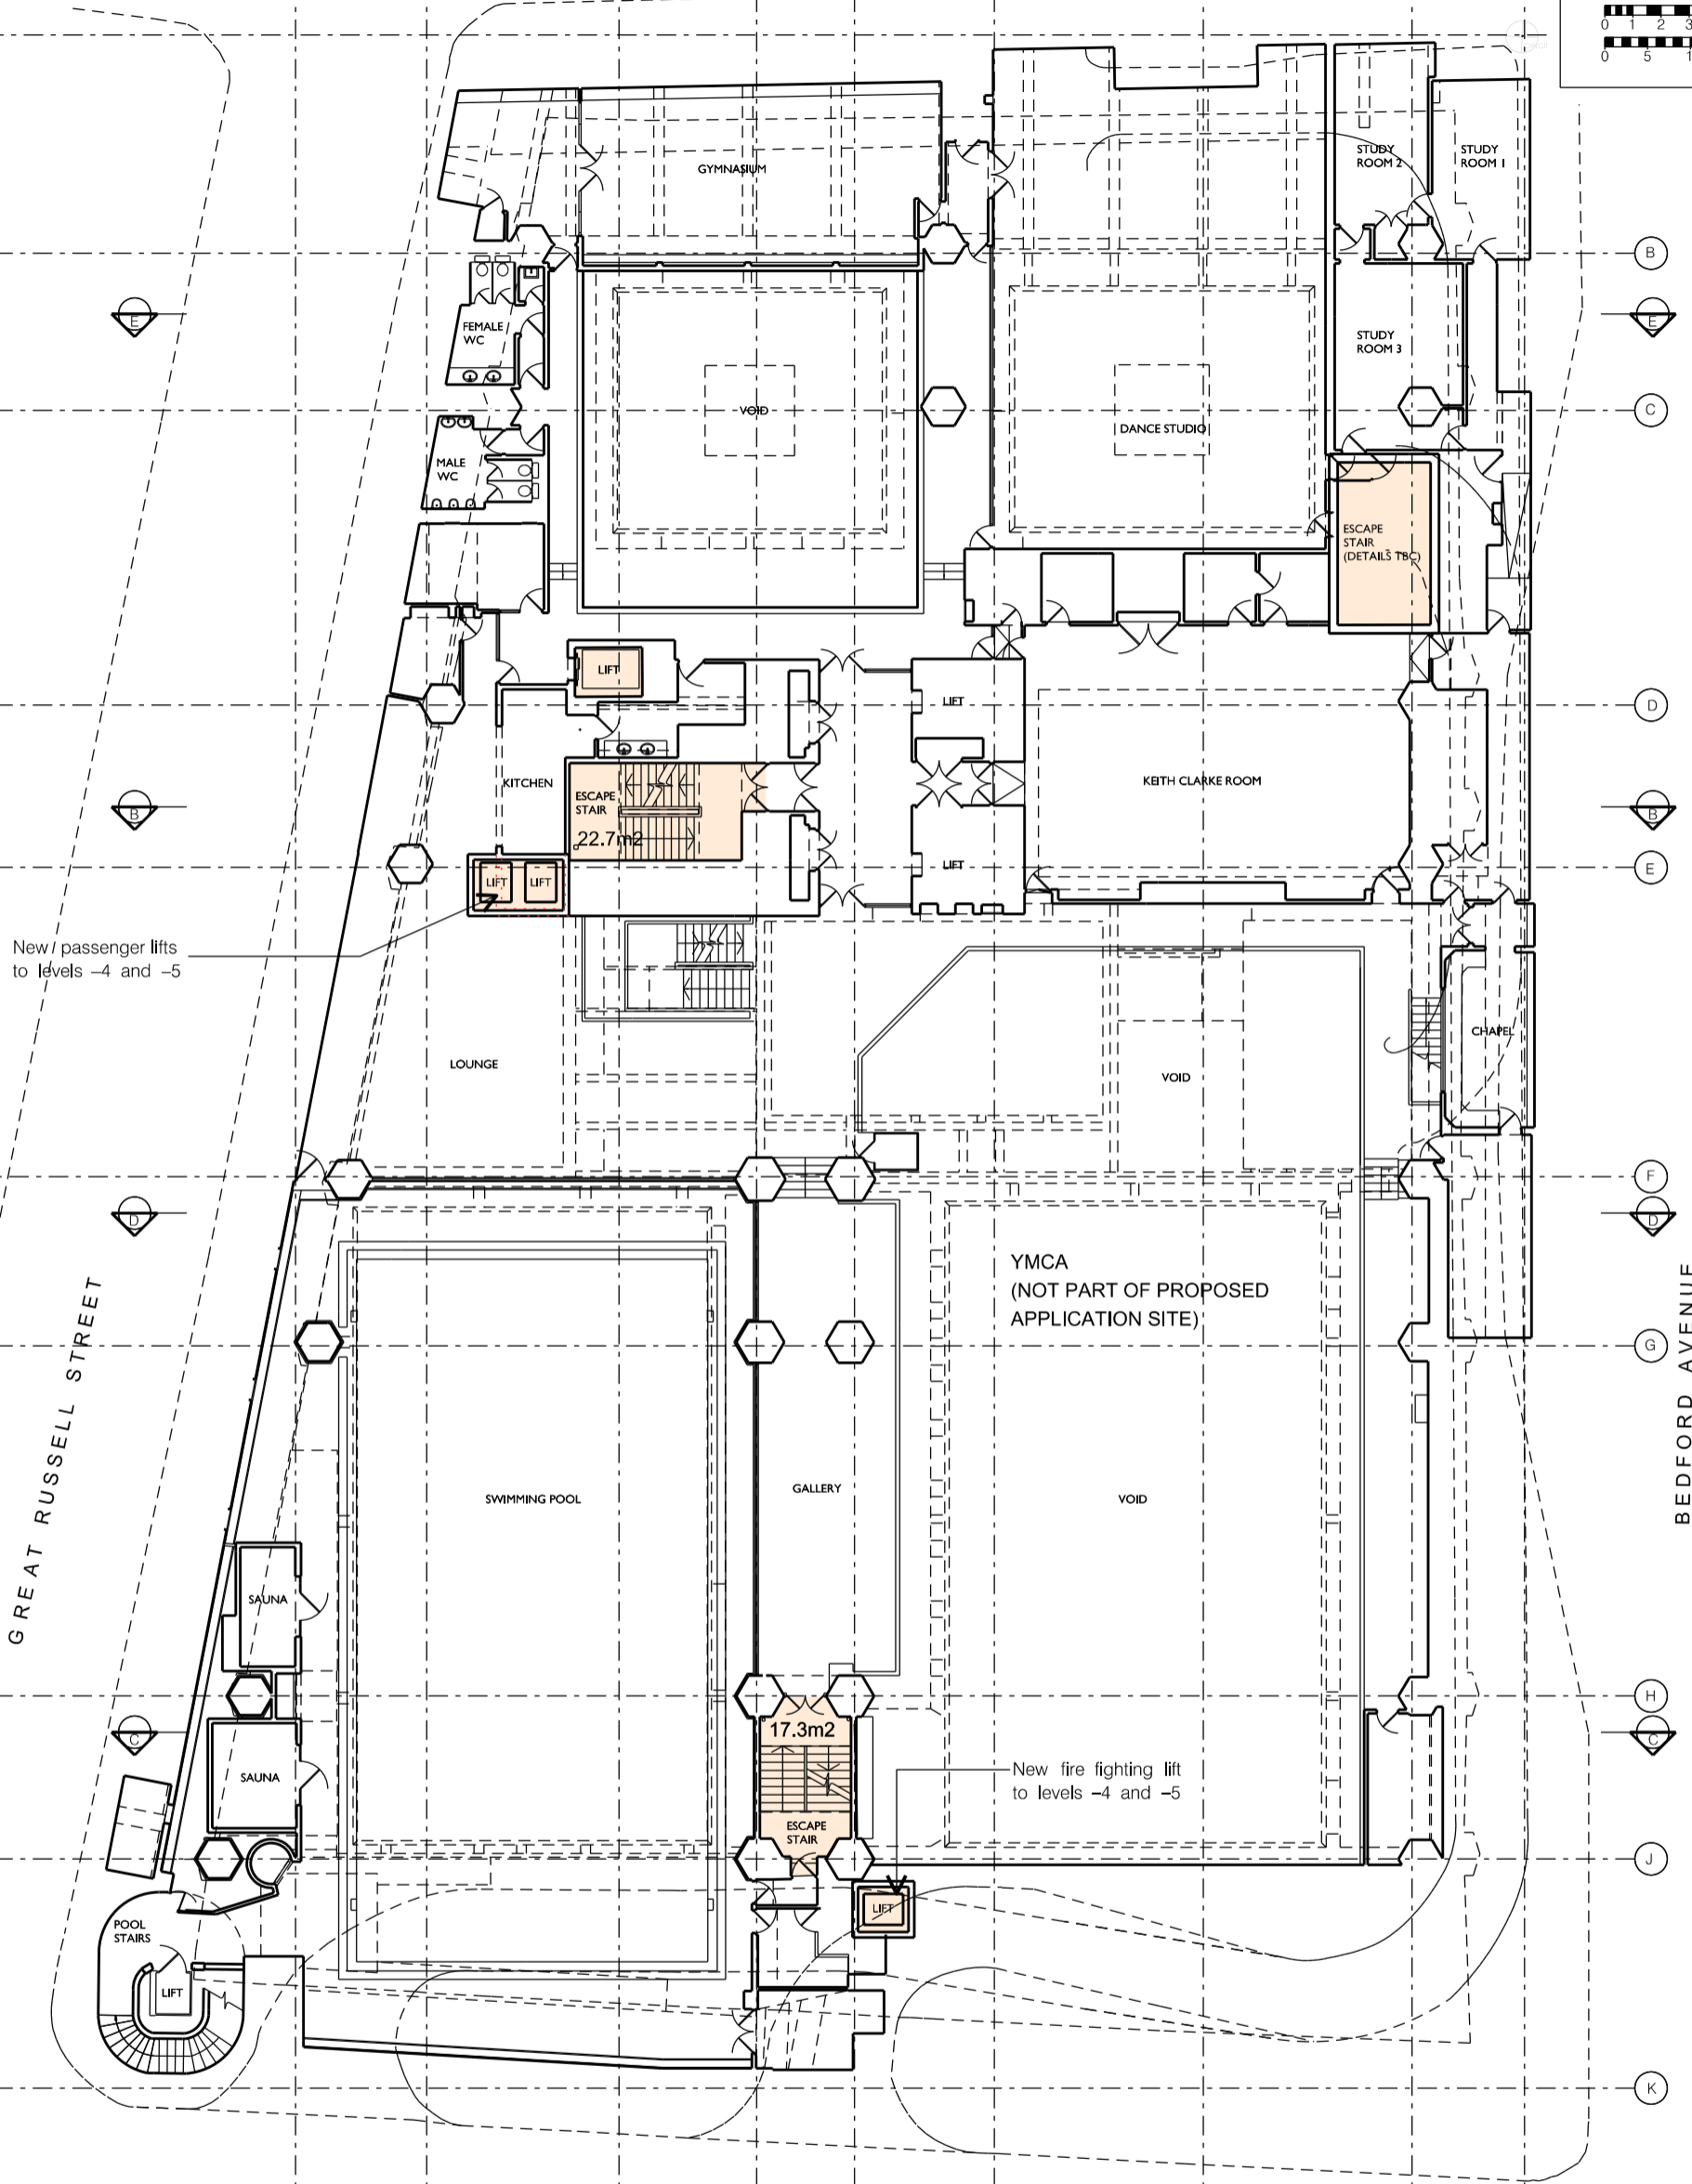 0 1 2 3
0 5 1
STUDY
ROOM 2
STUDY
ROOM 1
GYMNASIUM
B
E
E
FEMALE
WC
STUDY
ROOM 3
VOID
C
DANCE STUDIO
MALE
WC
ESCAPE
STAIR
(DETAILS TBC)
LIFT
LIFT
D
KITCHEN
KEITH CLARKE ROOM
ESCAPE
STAIR
22.7m2
B
B
LIFT
E
LIFT
LIFT
New passenger lifts
to levels –4 and –5
CHAPEL
LOUNGE
VOID
F
D
D
YMCA
(NOT PART OF PROPOSED
APPLICATION SITE)
G
GREAT RUSSELL STREET
BEDFORD AVENUE
SWIMMING POOL
GALLERY
VOID
SAUNA
H
17.3m2
C
C
SAUNA
New fire fighting lift
to levels –4 and –5
ESCAPE
STAIR
J
LIFT
POOL
STAIRS
LIFT
K